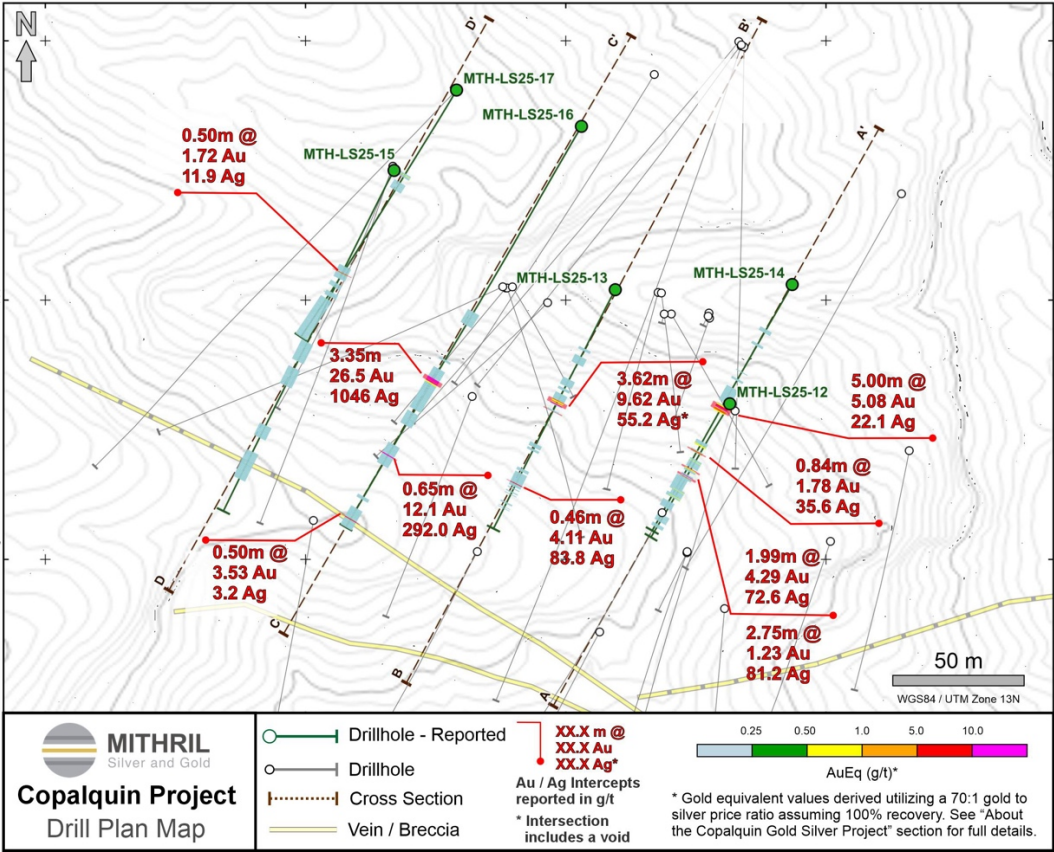 N
D'
C'
B'
A'
MTH-LS25-17
MTH-LS25-16
MTH-LS25-15
0.50m @
1.72 Au
11.9 Ag
MTH-LS25-13
MTH-LS25-14
3.35m
26.5 Au
1046 Ag
3.62m @
9.62 Au
55.2 Ag*
MTH-LS25-12
5.00m @
5.08 Au
22.1 Ag
0.84m @
1.78 Au
35.6 Ag
0.65m @
12.1 Au
292.0 Ag
0.46m @
4.11 Au
83.8 Ag
0.50m @
3.53 Au
3.2 Ag
1.99m @
4.29 Au
72.6 Ag
2.75m @
1.23 Au
81.2 Ag
D
C
B
A
50 m
WGS84 / UTM Zone 13N
MITHRIL
Silver and Gold
Copalquin Project
Drill Plan Map
Drillhole - Reported
Drillhole
Cross Section
Vein / Breccia
XX.X m @
XX.X Au
XX.X Ag*
Au / Ag Intercepts
reported in g/t
* Intersection
includes a void
0.25 0.50 1.0 5.0 10.0
AuEq (g/t)*
* Gold equivalent values derived utilizing a 70:1 gold to
silver price ratio assuming 100% recovery. See “About
the Copalquin Gold Silver Project” section for full details.